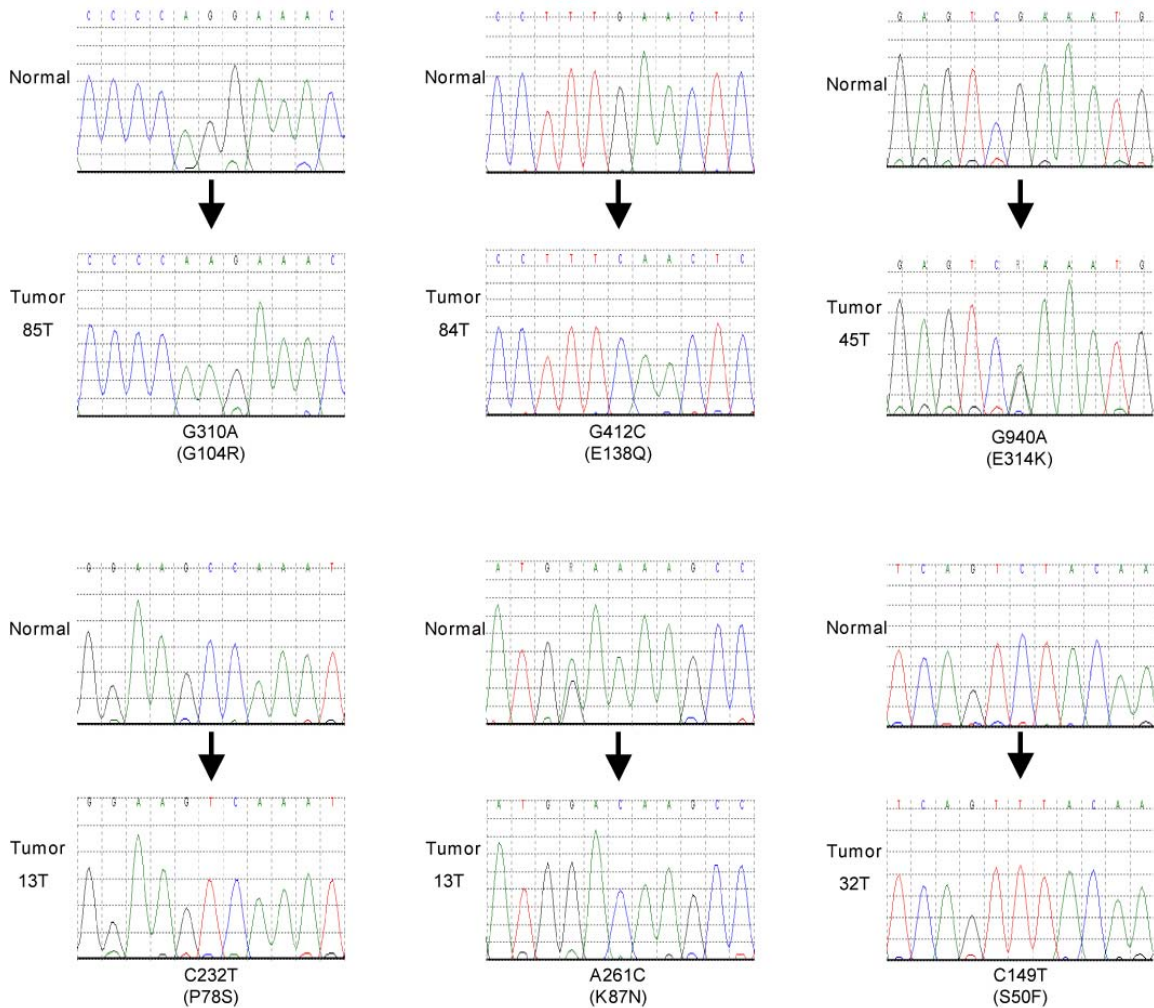 C C C C A G G A A A C
C C T T T G A A C T C
G A G T C G A A A T G
Normal
Normal
Normal
C C C C A A G A A A C
C C T T T C A A C T C
G A G T C R A A A T G
Tumor
85T
Tumor
84T
Tumor
45T
G310A
(G104R)
G412C
(E138Q)
G940A
(E314K)
G G A A G C C A A A T
A T G R A A A A G C C
T C A G T C T A C A A
Normal
Normal
Normal
G G A A G T C A A A T
A T G G A C A A G C C
T C A G T T T A C A A
Tumor
13T
Tumor
13T
Tumor
32T
C232T
(P78S)
A261C
(K87N)
C149T
(S50F)